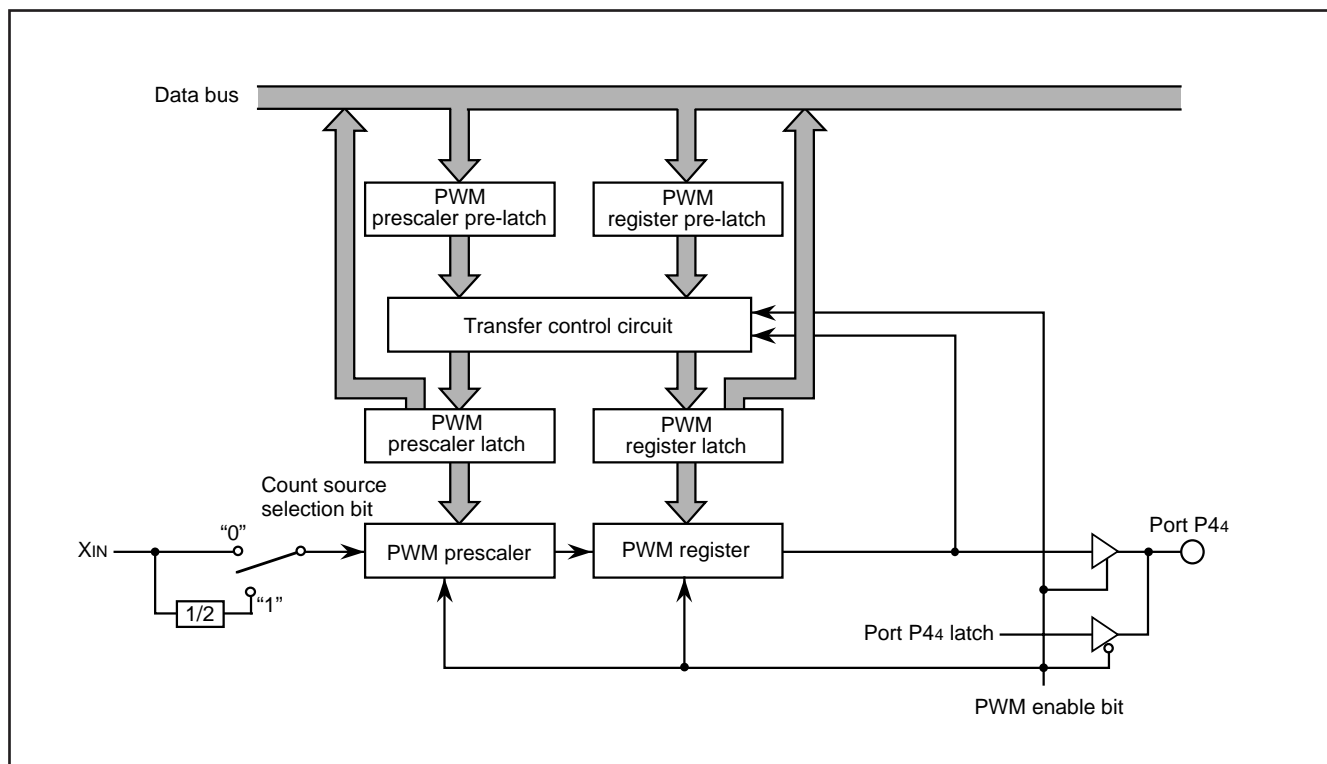 Data bus
PWM
prescaler pre-latch
PWM
register pre-latch
Transfer control circuit
PWM
prescaler latch
PWM
register latch
Count source
selection bit
Port P44
XIN
“0”
PWM prescaler
PWM register
1/2
“1”
Port P44 latch
PWM enable bit